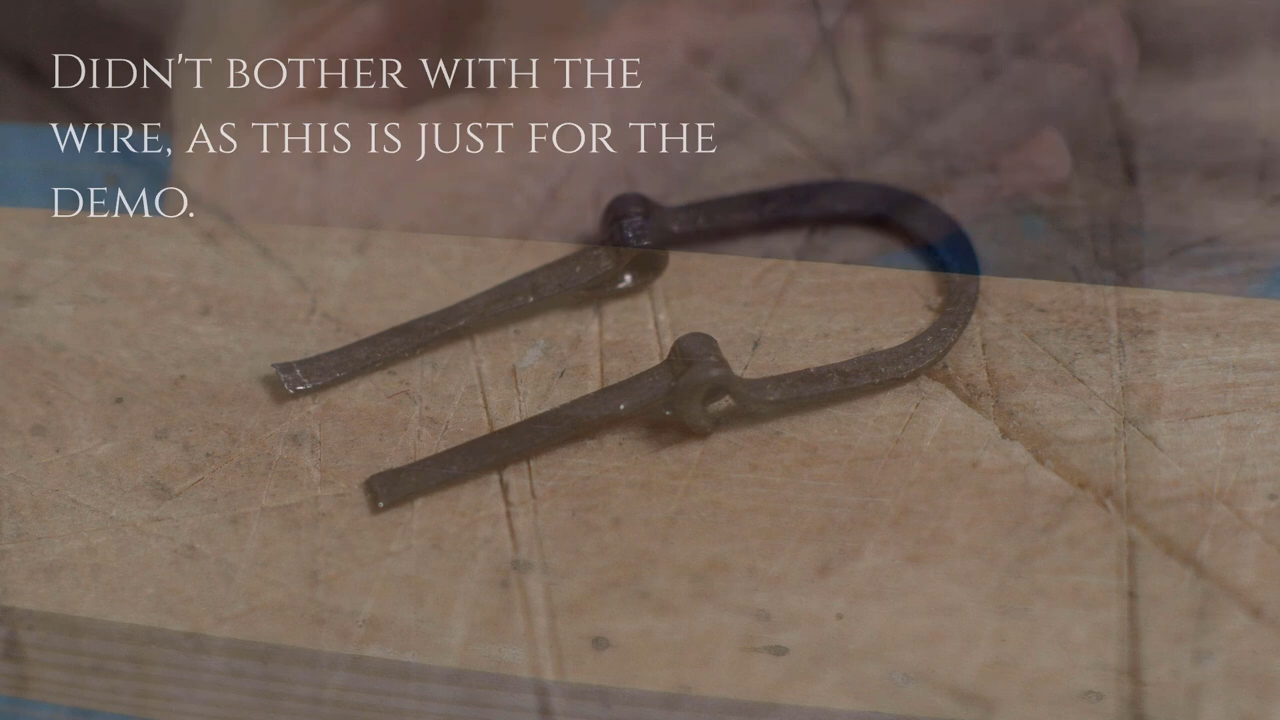 Didn't bother with the
wire, as this is just for the
demo.